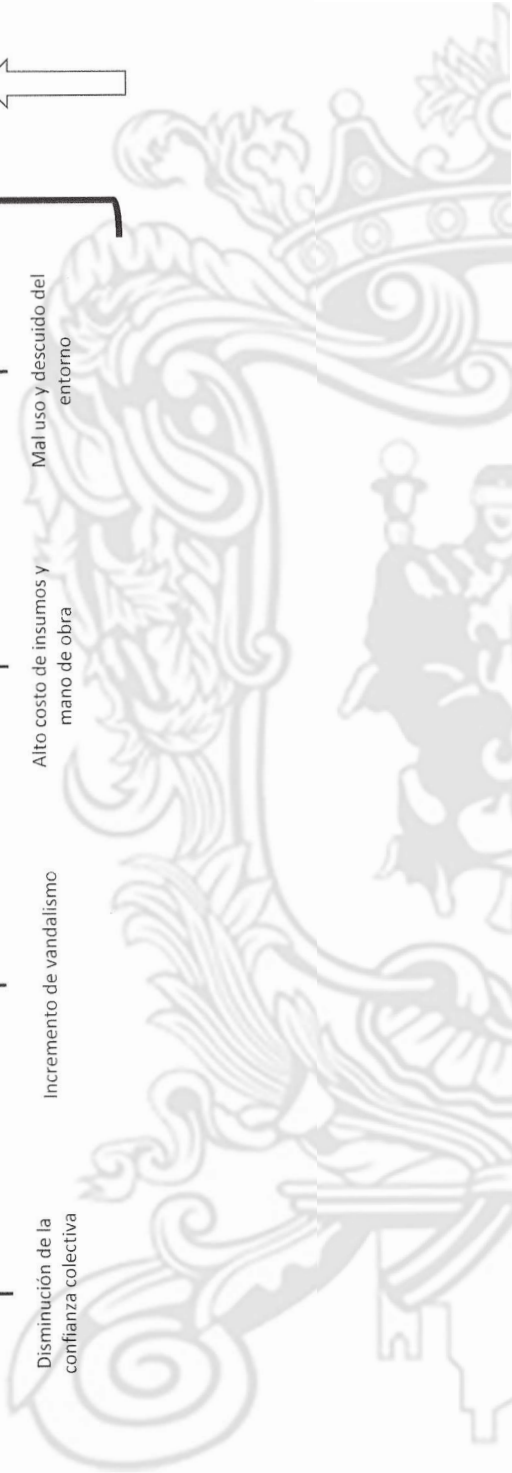 Disminución de la
confianza colectiva
Incremento de vandalismo
Alto costo de insumos y
mano de obra
Mal uso y descuido del
entorno